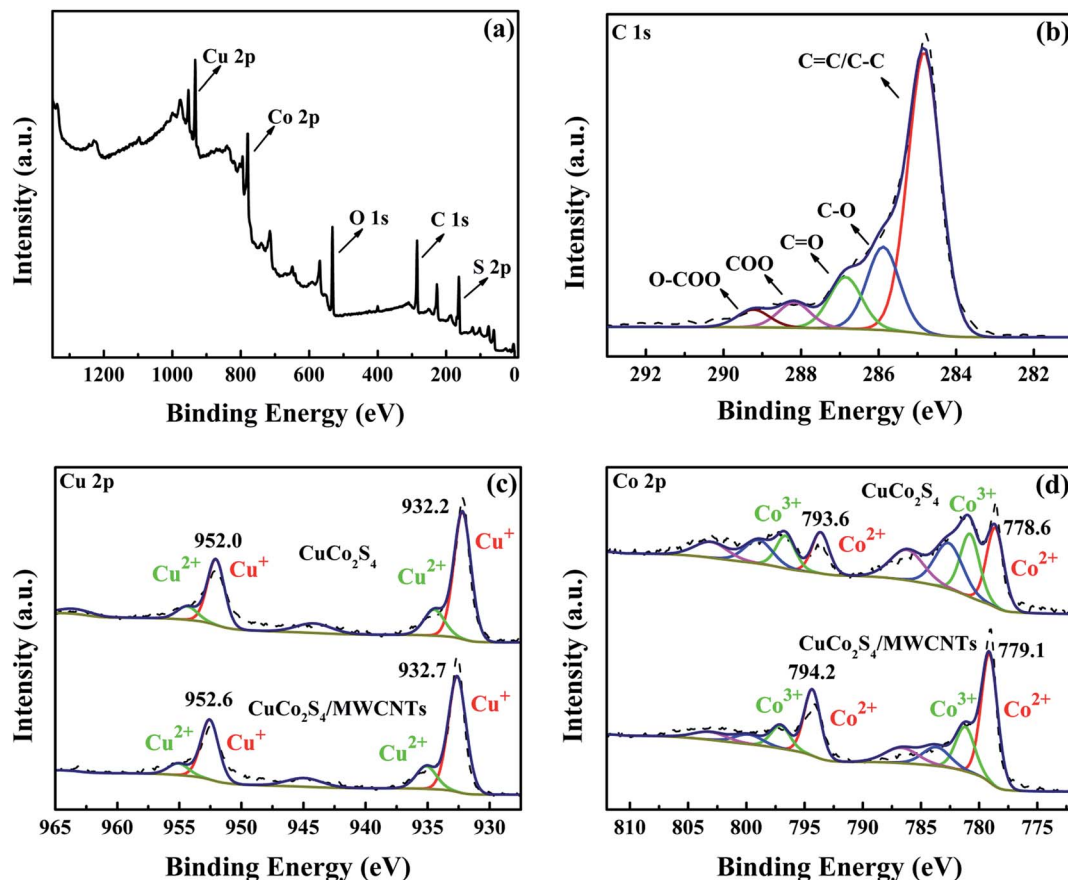 (a)
Cu 2p
Co 2p
O 1s
C 1s
S 2p
Intensity (a.u.)
1200 1000 800 600 400 200 0
Binding Energy (eV)
C 1s
(b)
C=C/C-C
C-O
C=O
COO
O-COO
Intensity (a.u.)
292 290 288 286 284 282
Binding Energy (eV)
Cu 2p
(c)
932.2
952.0
CuCo₂S₄
Cu⁺
Cu²⁺
Cu⁺
Cu²⁺
932.7
952.6
CuCo₂S₄/MWCNTs
Cu⁺
Cu²⁺
Cu⁺
Cu²⁺
Intensity (a.u.)
965 960 955 950 945 940 935 930
Binding Energy (eV)
Co 2p
(d)
CuCo₂S₄
Co³⁺
793.6
Co³⁺
778.6
Co²⁺
Co²⁺
CuCo₂S₄/MWCNTs
779.1
794.2
Co³⁺
Co²⁺
Co³⁺
Co²⁺
Intensity (a.u.)
810 805 800 795 790 785 780 775
Binding Energy (eV)